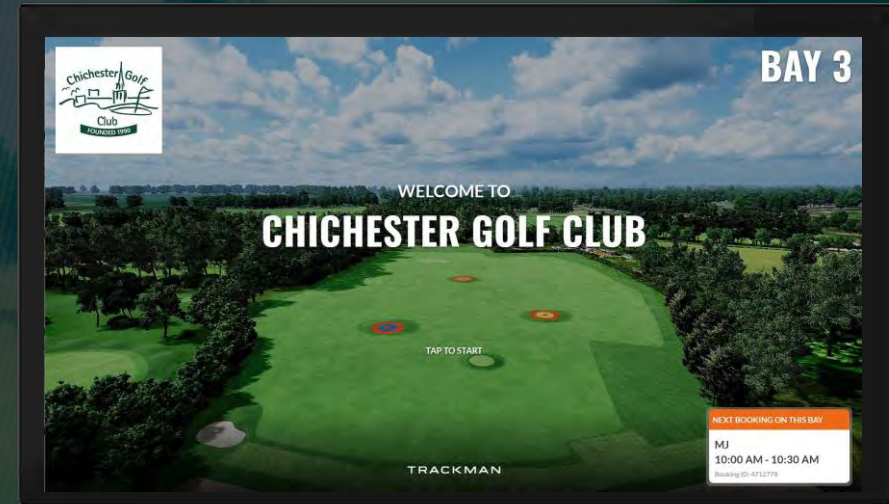 Chichester Golf
Club
FOUNDED 1990
BAY 3
WELCOME TO
CHICHESTER GOLF CLUB
TAP TO START
NEXT BOOKING ON THIS BAY
MJ
10:00 AM - 10:30 AM
Booking ID: 4712778
TRACKMAN